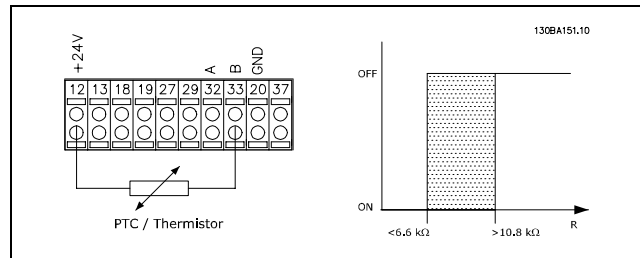 130BA151.10
+24V
A
B
GND
12 13 18 19 27 29 32 33 20 37
PTC / Thermistor
OFF
ON
<6.6 kΩ
>10.8 kΩ
R